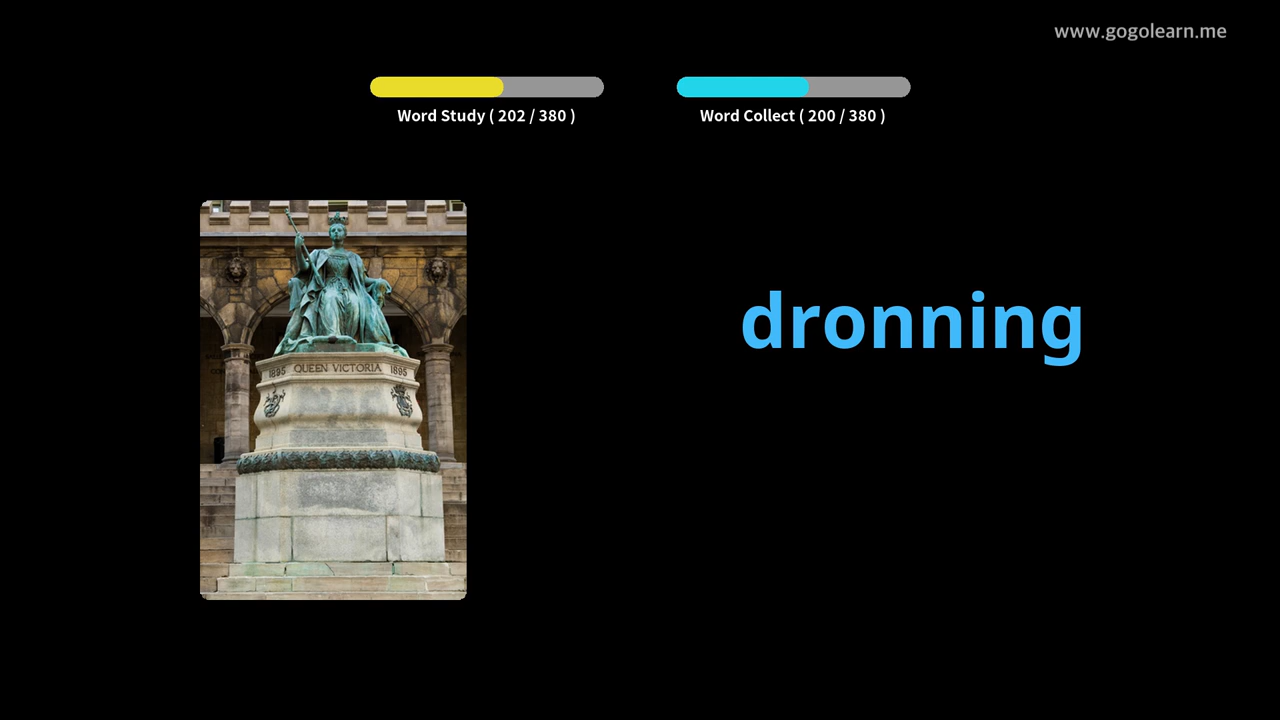 www.gogolearn.me
Word Study ( 202 / 380 )
Word Collect ( 200 / 380 )
dronning
1895 QUEEN VICTORIA 1895